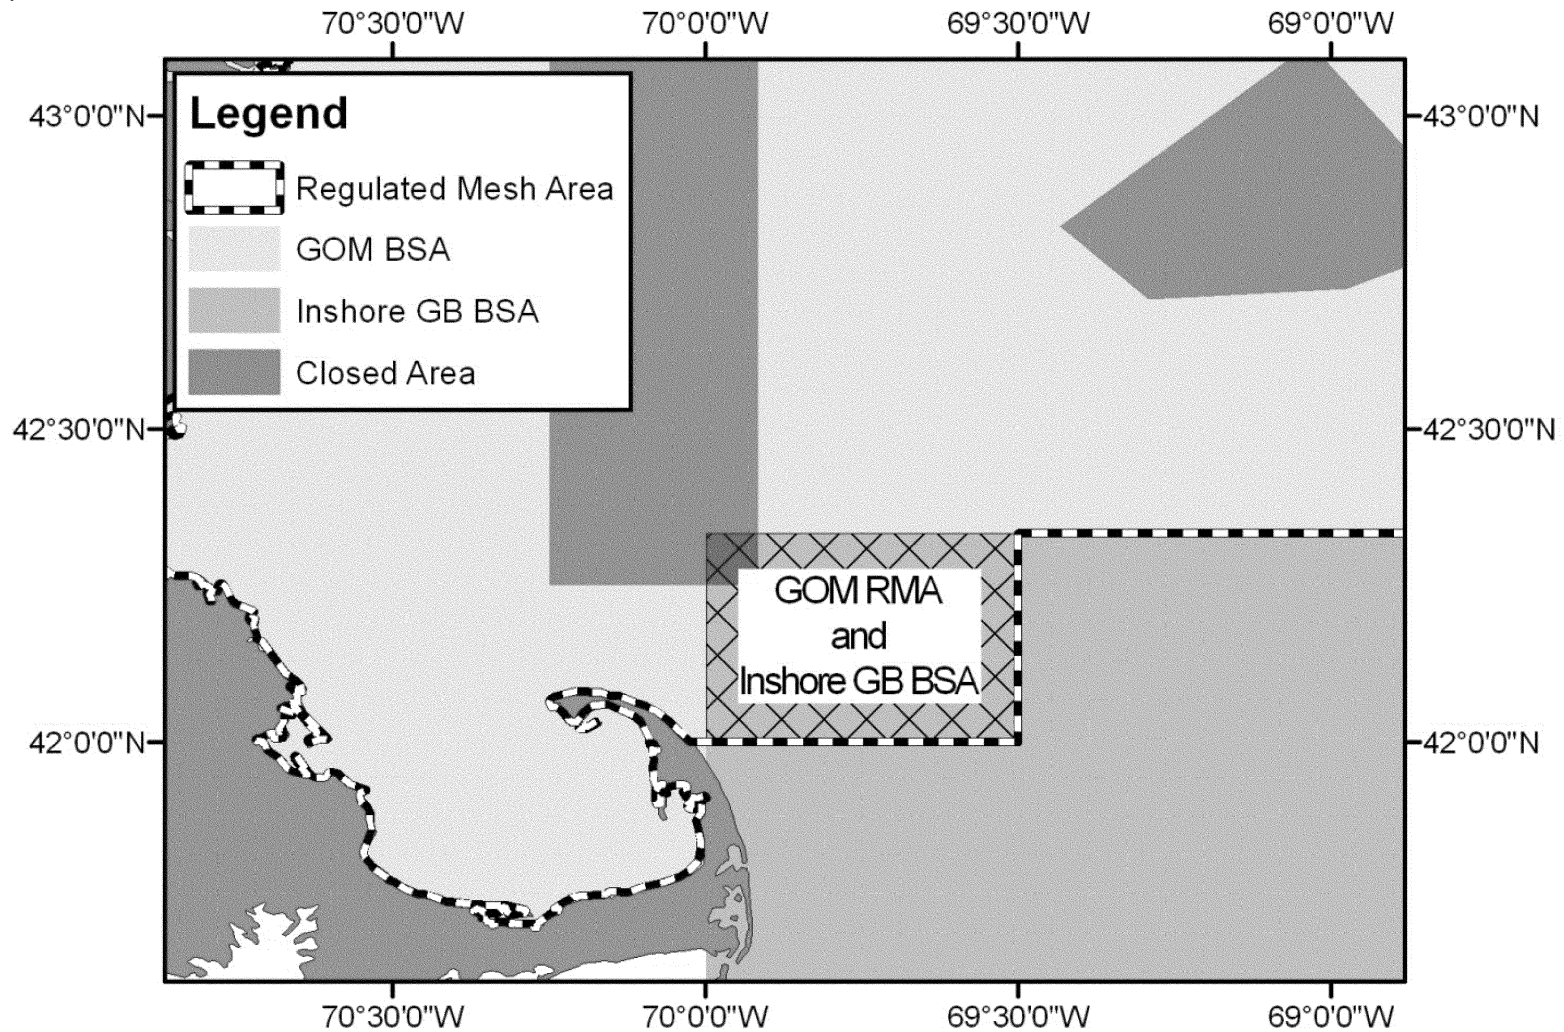 70°30'0"W 70°0'0"W 69°30'0"W 69°0'0"W
43°0'0"N 43°0'0"N
Legend
Regulated Mesh Area
GOM BSA
Inshore GB BSA
Closed Area
42°30'0"N 42°30'0"N
GOM RMA
and
Inshore GB BSA
42°0'0"N 42°0'0"N
70°30'0"W 70°0'0"W 69°30'0"W 69°0'0"W